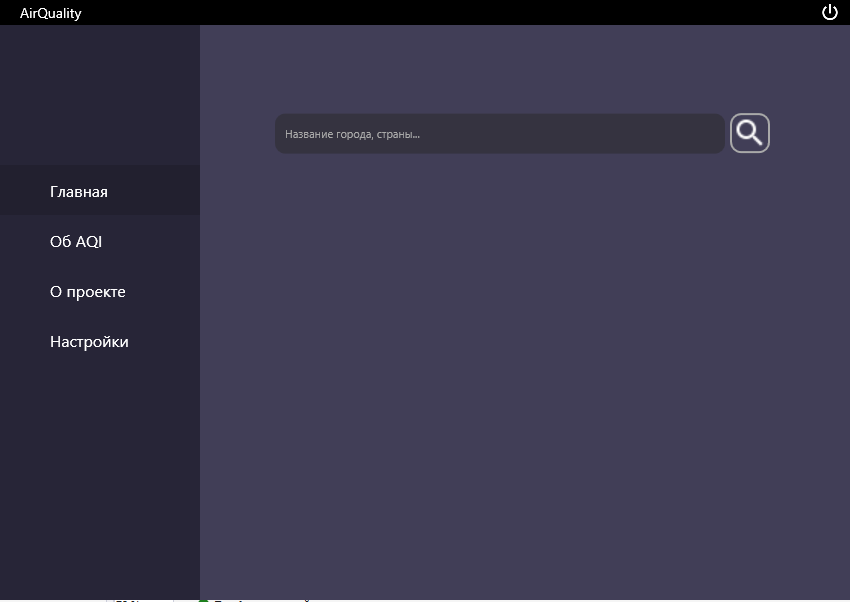 AirQuality
Название города, страны...
Главная
Об AQI
О проекте
Настройки